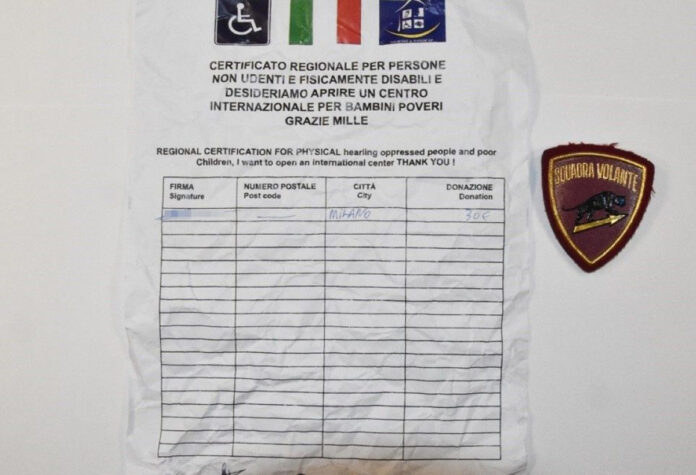 CERTIFICATO REGIONALE PER PERSONE
NON UDENTI E FISICAMENTE DISABILI E
DESIDERIAMO APRIRE UN CENTRO
INTERNAZIONALE PER BAMBINI POVERI
GRAZIE MILLE
REGIONAL CERTIFICATION FOR PHYSICAL hearling oppressed people and poor
Children, I want to open an international center THANK YOU !
FIRMA NUMERO POSTALE CITTÀ DONAZIONE
Signature Post code City Donation
MILANO 30€
SQUADRA VOLANTE